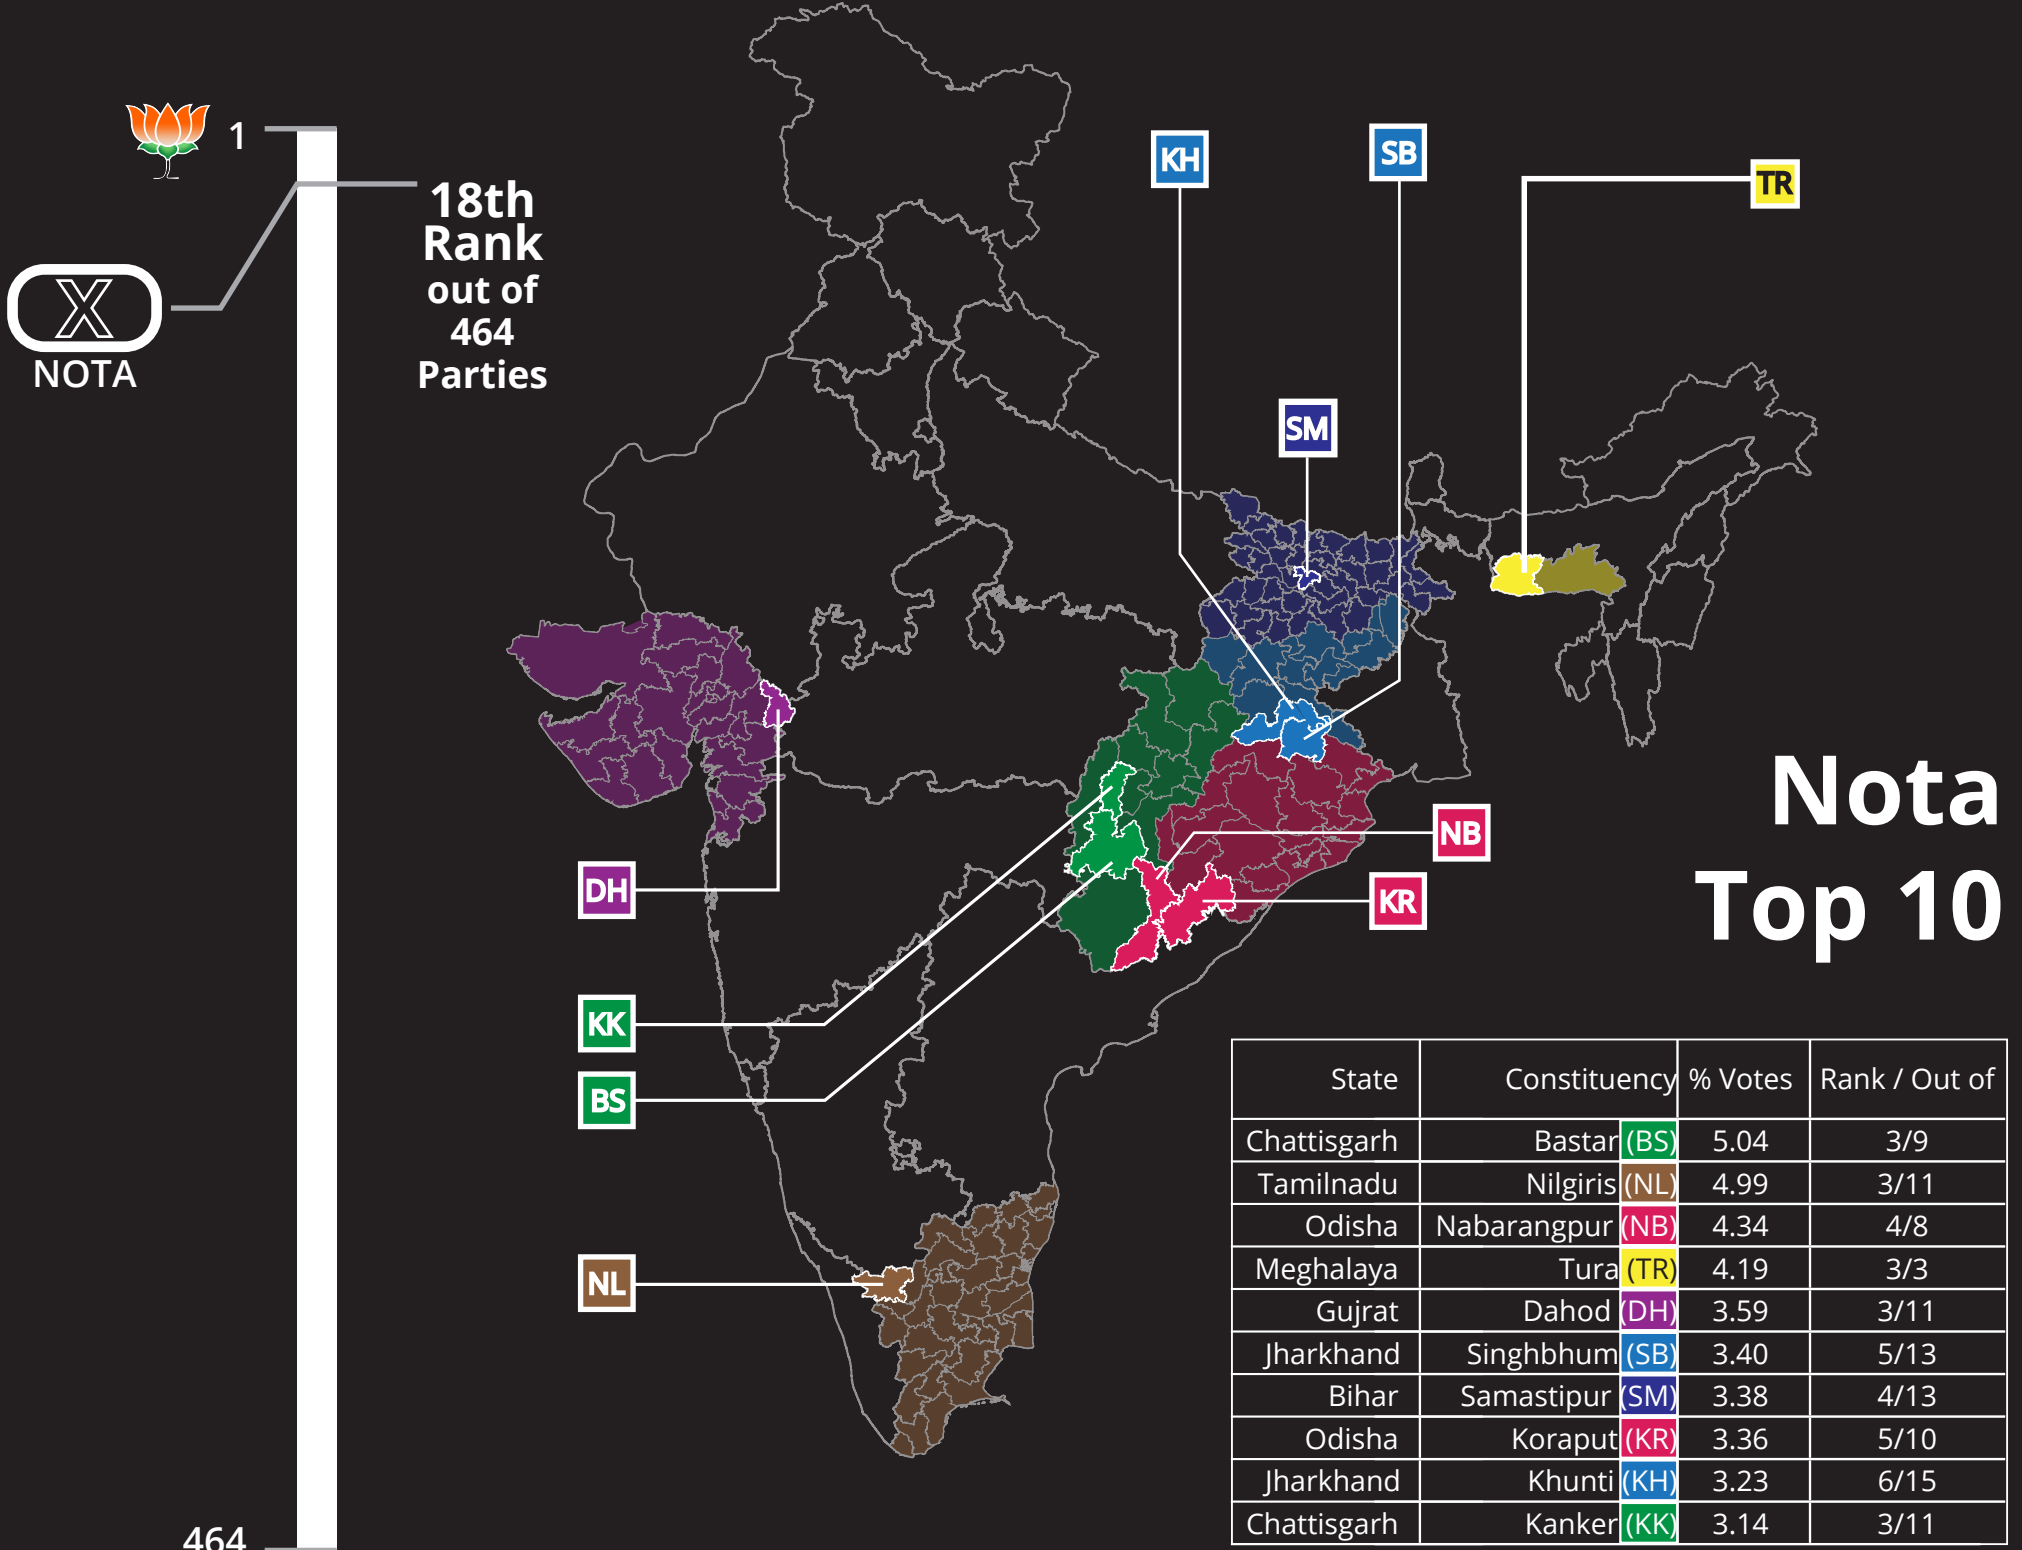 1
18th
Rank
out of
464
Parties
X
NOTA
KH
SB
TR
SM
NB
KR
DH
KK
BS
NL
Nota
Top 10
State Constituency % Votes Rank / Out of
Chattisgarh Bastar (BS) 5.04 3/9
Tamilnadu Nilgiris (NL) 4.99 3/11
Odisha Nabarangpur (NB) 4.34 4/8
Meghalaya Tura (TR) 4.19 3/3
Gujrat Dahod (DH) 3.59 3/11
Jharkhand Singhbhum (SB) 3.40 5/13
Bihar Samastipur (SM) 3.38 4/13
Odisha Koraput (KR) 3.36 5/10
Jharkhand Khunti (KH) 3.23 6/15
Chattisgarh Kanker (KK) 3.14 3/11
464